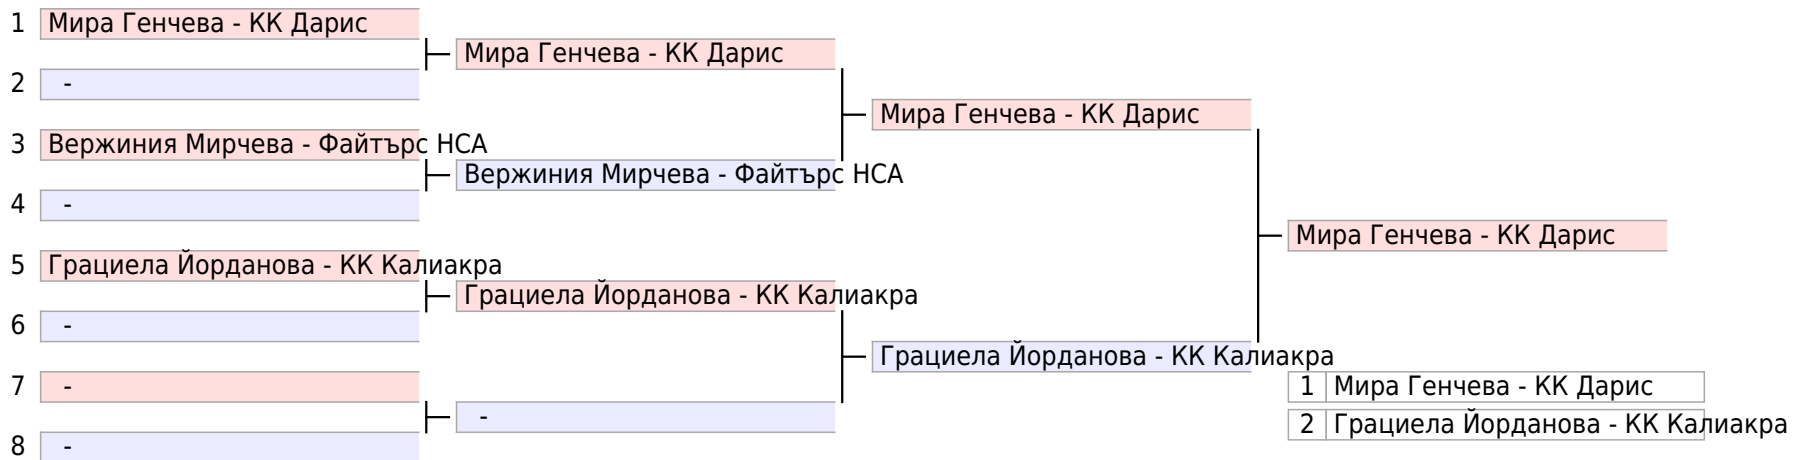 1 Мира Генчева - КК Дарис
Мира Генчева - КК Дарис
2 -
Мира Генчева - КК Дарис
3 Вержиния Мирчева - Файтърс НСА
Вержиния Мирчева - Файтърс НСА
4 -
Мира Генчева - КК Дарис
5 Грациела Йорданова - КК Калиакра
Грациела Йорданова - КК Калиакра
6 -
Грациела Йорданова - КК Калиакра
7 -
1 Мира Генчева - КК Дарис
-
2 Грациела Йорданова - КК Калиакра
8 -